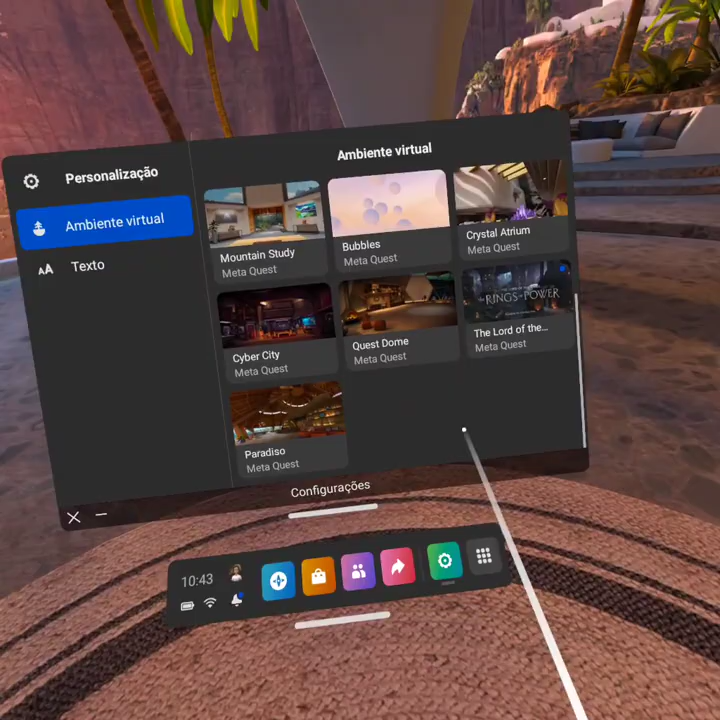 Personalização
Ambiente virtual
Texto
Ambiente virtual
Mountain Study
Meta Quest
Bubbles
Meta Quest
Crystal Atrium
Meta Quest
Cyber City
Meta Quest
Quest Dome
Meta Quest
RINGS OF POWER
The Lord of the...
Meta Quest
Paradiso
Meta Quest
Configurações
10:43